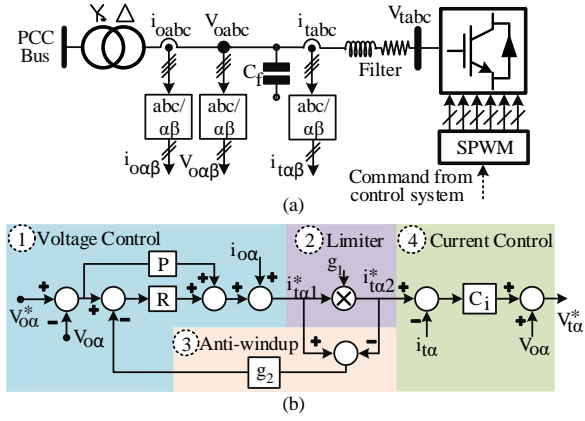 i_oabc V_oabc i_tabc V_tabc
PCC
Bus
C_f
Filter
abc/
αβ
abc/
αβ
abc/
αβ
i_oαβ V_oαβ i_tαβ
SPWM
Command from
control system
(a)
1 Voltage Control
2 Limiter
4 Current Control
P
i_oα
g_1
i*_tα1
i*_tα2
R
C_i
V*_oα
V_oα
i_tα
V_oα
V*_tα
3 Anti-windup
g_2
(b)